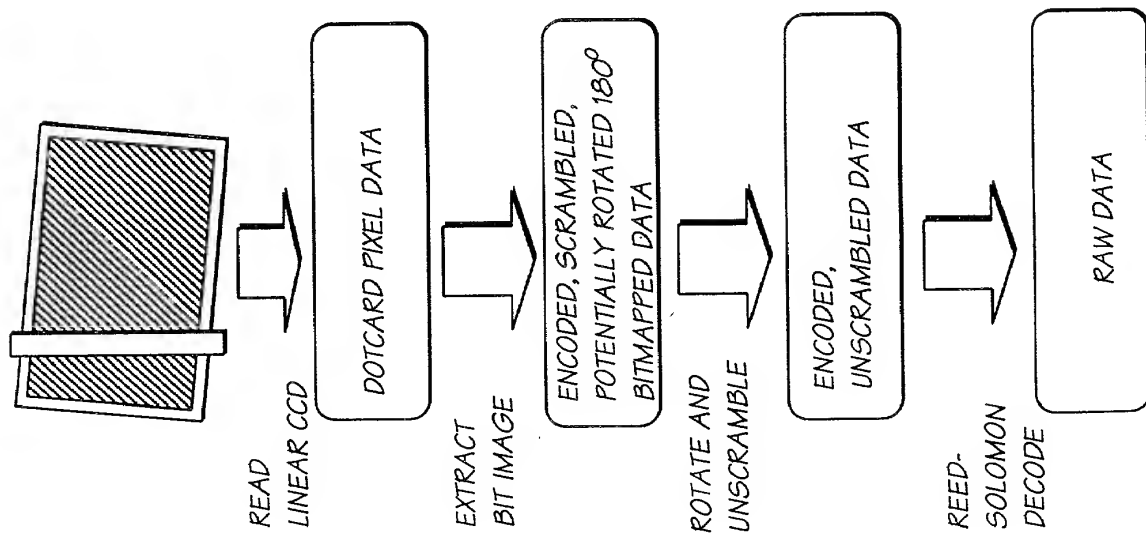 READ
LINEAR CCD
DOTCARD PIXEL DATA
EXTRACT
BIT IMAGE
ENCODED, SCRAMBLED,
POTENTIALLY ROTATED 180°
BITMAPPED DATA
ROTATE AND
UNSCRAMBLE
ENCODED,
UNSCRAMBLED DATA
REED-
SOLOMON
DECODE
RAW DATA